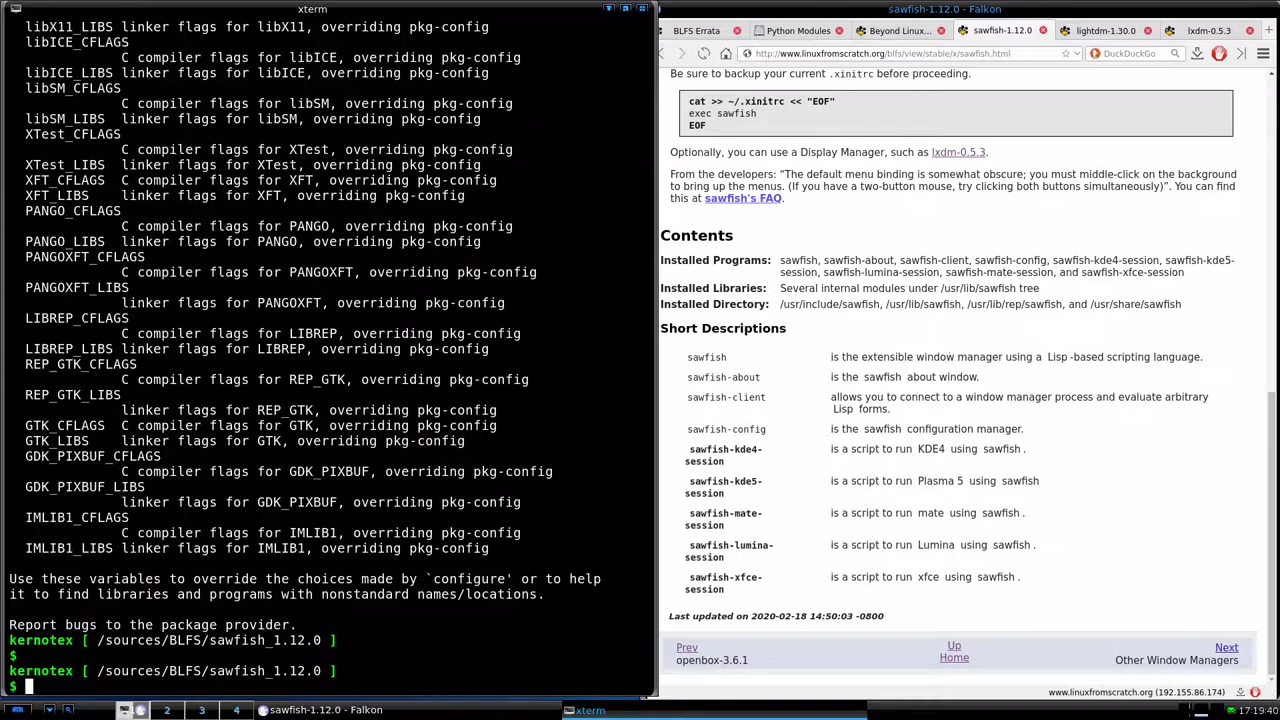 xterm
libX11_LIBS linker flags for libX11, overriding pkg-config
libICE_CFLAGS
C compiler flags for libICE, overriding pkg-config
libICE_LIBS linker flags for libICE, overriding pkg-config
libSM_CFLAGS
C compiler flags for libSM, overriding pkg-config
libSM_LIBS linker flags for libSM, overriding pkg-config
XTest_CFLAGS
C compiler flags for XTest, overriding pkg-config
XTest_LIBS linker flags for XTest, overriding pkg-config
XFT_CFLAGS C compiler flags for XFT, overriding pkg-config
XFT_LIBS linker flags for XFT, overriding pkg-config
PANGO_CFLAGS
C compiler flags for PANGO, overriding pkg-config
PANGO_LIBS linker flags for PANGO, overriding pkg-config
PANGOXFT_CFLAGS
C compiler flags for PANGOXFT, overriding pkg-config
PANGOXFT_LIBS
linker flags for PANGOXFT, overriding pkg-config
LIBREP_CFLAGS
C compiler flags for LIBREP, overriding pkg-config
LIBREP_LIBS linker flags for LIBREP, overriding pkg-config
REP_GTK_CFLAGS
C compiler flags for REP_GTK, overriding pkg-config
REP_GTK_LIBS
linker flags for REP_GTK, overriding pkg-config
GTK_CFLAGS C compiler flags for GTK, overriding pkg-config
GTK_LIBS linker flags for GTK, overriding pkg-config
GDK_PIXBUF_CFLAGS
C compiler flags for GDK_PIXBUF, overriding pkg-config
GDK_PIXBUF_LIBS
linker flags for GDK_PIXBUF, overriding pkg-config
IMLIB1_CFLAGS
C compiler flags for IMLIB1, overriding pkg-config
IMLIB1_LIBS linker flags for IMLIB1, overriding pkg-config
Use these variables to override the choices made by `configure' or to help
it to find libraries and programs with nonstandard names/locations.
Report bugs to the package provider.
kernotex [ /sources/BLFS/sawfish_1.12.0 ]
$
kernotex [ /sources/BLFS/sawfish_1.12.0 ]
$
sawfish-1.12.0 - Falkon
BLFS Errata
Python Modules
Beyond Linux...
sawfish-1.12.0
lightdm-1.30.0
lxdm-0.5.3
http://www.linuxfromscratch.org/blfs/view/stable/x/sawfish.html
DuckDuckGo
Be sure to backup your current .xinitrc before proceeding.
cat >> ~/.xinitrc << "EOF"
exec sawfish
EOF
Optionally, you can use a Display Manager, such as lxdm-0.5.3.
From the developers: “The default menu binding is somewhat obscure; you must middle-click on the background
to bring up the menus. (If you have a two-button mouse, try clicking both buttons simultaneously)”. You can find
this at sawfish's FAQ.
Contents
Installed Programs: sawfish, sawfish-about, sawfish-client, sawfish-config, sawfish-kde4-session, sawfish-kde5-
session, sawfish-lumina-session, sawfish-mate-session, and sawfish-xfce-session
Installed Libraries: Several internal modules under /usr/lib/sawfish tree
Installed Directory: /usr/include/sawfish, /usr/lib/sawfish, /usr/lib/rep/sawfish, and /usr/share/sawfish
Short Descriptions
sawfish is the extensible window manager using a Lisp -based scripting language.
sawfish-about is the sawfish about window.
sawfish-client allows you to connect to a window manager process and evaluate arbitrary
Lisp forms.
sawfish-config is the sawfish configuration manager.
sawfish-kde4- is a script to run KDE4 using sawfish .
session
sawfish-kde5- is a script to run Plasma 5 using sawfish
session
sawfish-mate- is a script to run mate using sawfish .
session
sawfish-lumina- is a script to run Lumina using sawfish .
session
sawfish-xfce- is a script to run xfce using sawfish .
session
Last updated on 2020-02-18 14:50:03 -0800
Prev Up Next
openbox-3.6.1 Home Other Window Managers
www.linuxfromscratch.org (192.155.86.174)
2 3 4 sawfish-1.12.0 - Falkon xterm 17:19:40